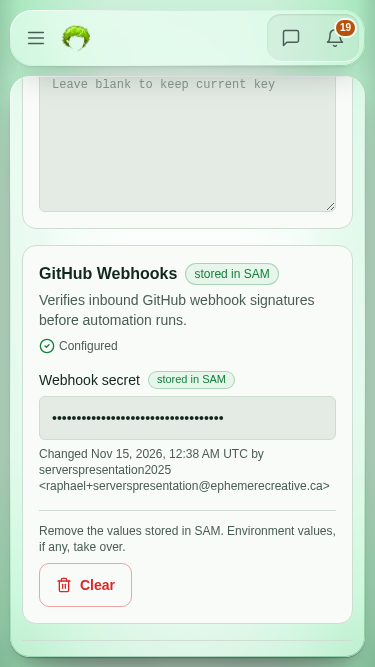 19
Leave blank to keep current key
GitHub Webhooks stored in SAM
Verifies inbound GitHub webhook signatures
before automation runs.
Configured
Webhook secret stored in SAM
•••••••••••••••••••••••••••••••••••
Changed Nov 15, 2026, 12:38 AM UTC by
serverspresentation2025
<raphael+serverspresentation@ephemerecreative.ca>
Remove the values stored in SAM. Environment values,
if any, take over.
Clear